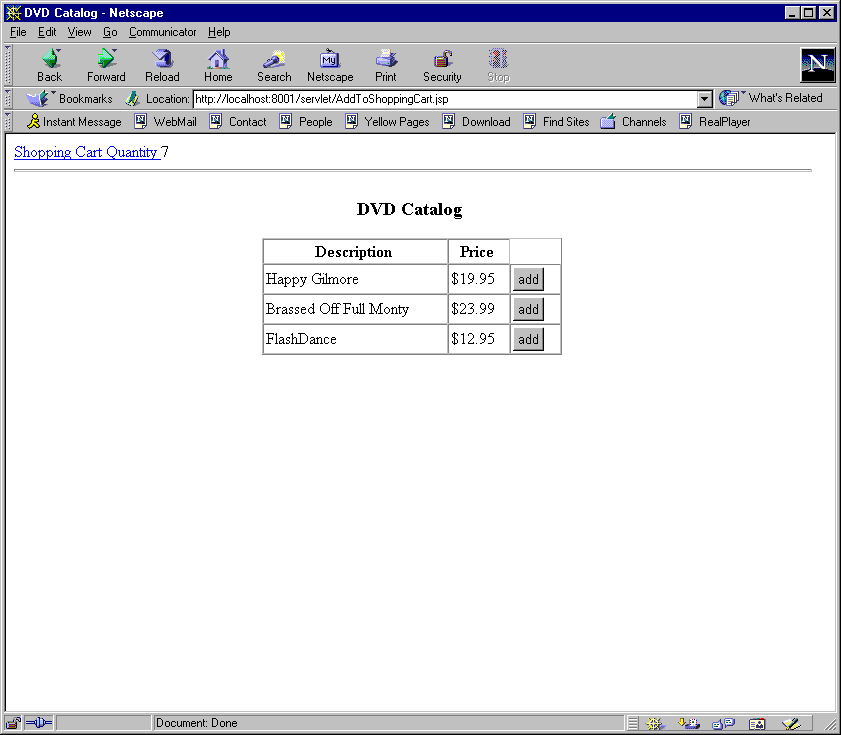 DVD Catalog - Netscape
File Edit View Go Communicator Help
Back Forward Reload Home Search Netscape Print Security Stop
My
N
Bookmarks Location: http://localhost:8001/servlet/AddToShoppingCart.jsp What's Related
Instant Message WebMail Contact People Yellow Pages Download Find Sites Channels RealPlayer
Shopping Cart Quantity 7
DVD Catalog
Description Price
Happy Gilmore $19.95 add
Brassed Off Full Monty $23.99 add
FlashDance $12.95 add
Document: Done